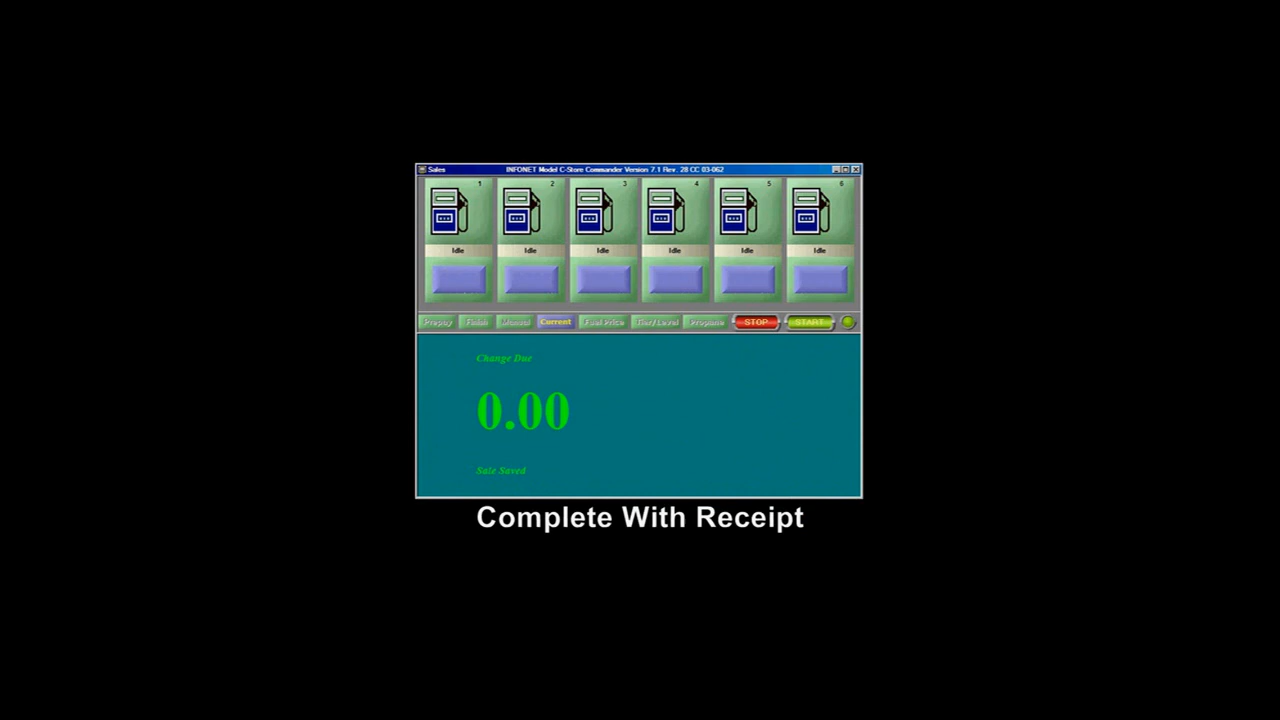 Sales INFONET Model C-Store Commander Version 7.1 Rev. 28 CC 03-062
1 2 3 4 5 6
Idle Idle Idle Idle Idle Idle
Prepay Finish Manual Current Fuel Price Tier/Level Propane STOP START
Change Due
0.00
Sale Saved
Complete With Receipt